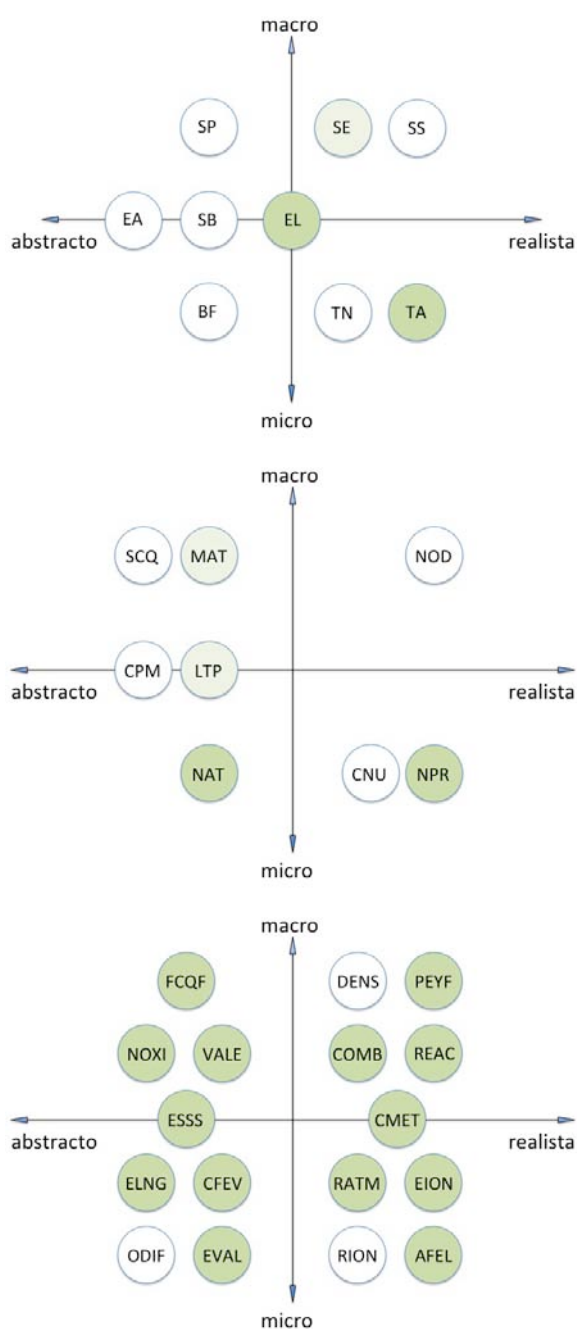 macro
SP SE SS
EA SB EL
abstracto realista
BF TN TA
micro
macro
SCQ MAT NOD
CPM LTP
abstracto realista
NAT CNU NPR
micro
macro
FCQF DENS PEYF
NOXI VALE COMB REAC
ESSS CMET
abstracto realista
ELNG CFEV RATM EION
ODIF EVAL RION AFEL
micro